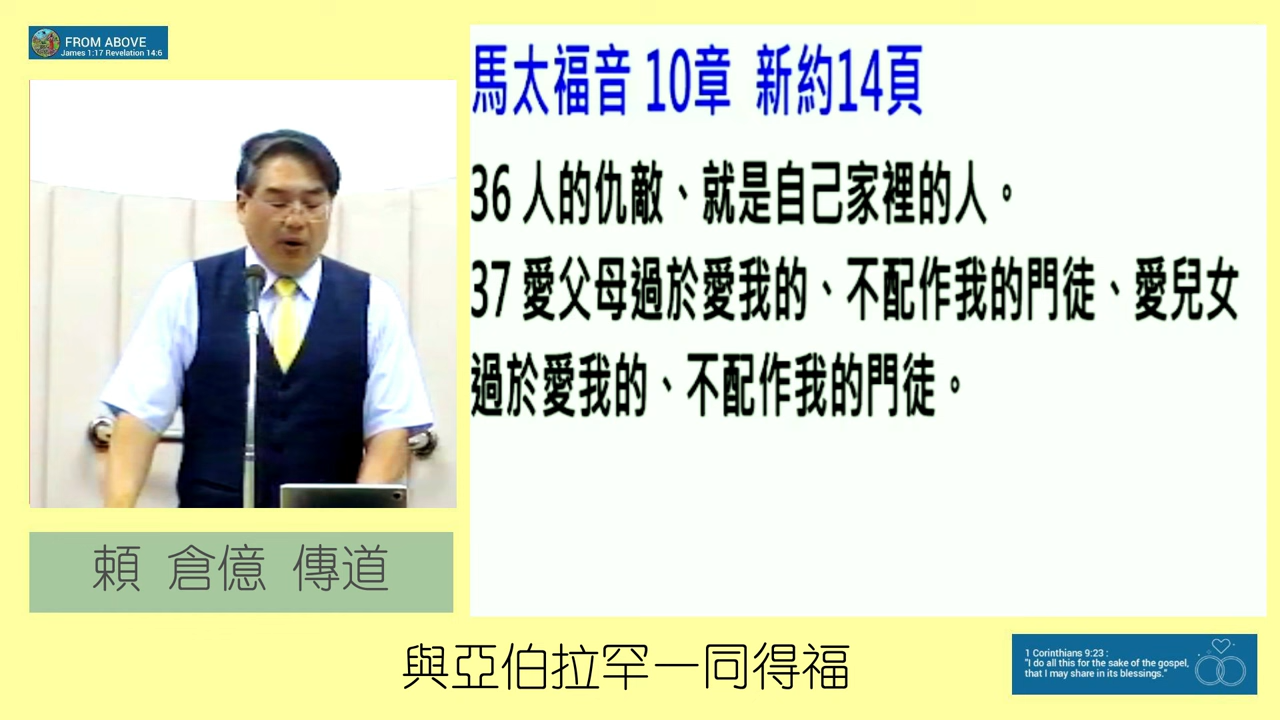 FROM ABOVE
James 1:17 Revelation 14:6
馬太福音 10章 新約14頁
36 人的仇敵、就是自己家裡的人。
37 愛父母過於愛我的、不配作我的門徒、愛兒女
過於愛我的、不配作我的門徒。
賴 倉億 傳道
與亞伯拉罕一同得福
1 Corinthians 9:23 :
"I do all this for the sake of the gospel,
that I may share in its blessings."